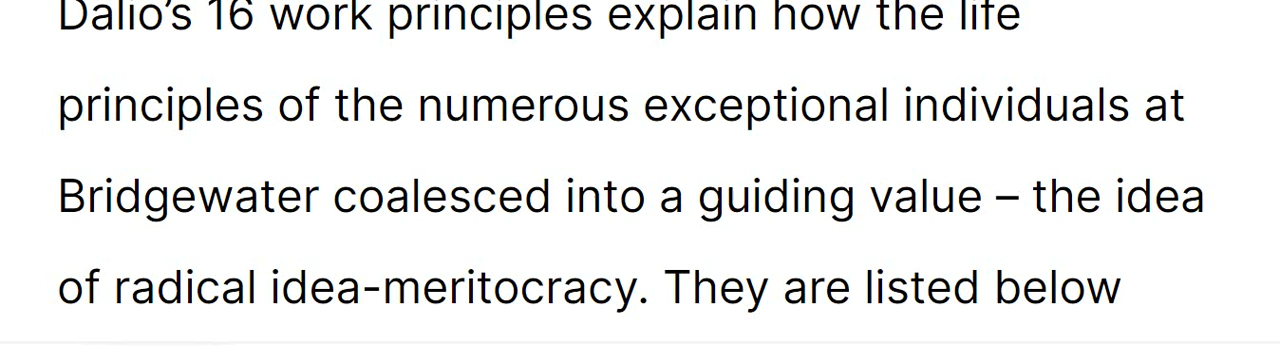 Dalio’s 16 work principles explain how the life
principles of the numerous exceptional individuals at
Bridgewater coalesced into a guiding value – the idea
of radical idea-meritocracy. They are listed below